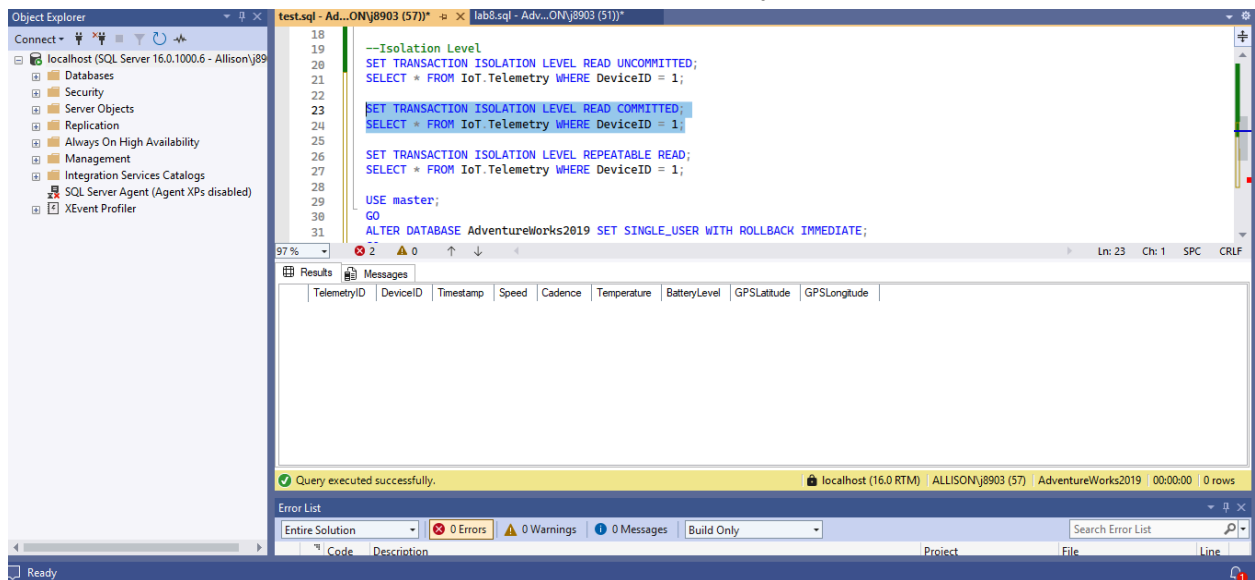 Object Explorer
Connect
localhost (SQL Server 16.0.1000.6 - Allison\j89
Databases
Security
Server Objects
Replication
Always On High Availability
Management
Integration Services Catalogs
SQL Server Agent (Agent XPs disabled)
XEvent Profiler
test.sql - Ad...ON\j8903 (57))* lab8.sql - Adv...ON\j8903 (51))*
18
19 --Isolation Level
20 SET TRANSACTION ISOLATION LEVEL READ UNCOMMITTED;
21 SELECT * FROM IoT.Telemetry WHERE DeviceID = 1;
22
23 SET TRANSACTION ISOLATION LEVEL READ COMMITTED;
24 SELECT * FROM IoT.Telemetry WHERE DeviceID = 1;
25
26 SET TRANSACTION ISOLATION LEVEL REPEATABLE READ;
27 SELECT * FROM IoT.Telemetry WHERE DeviceID = 1;
28
29 USE master;
30 GO
31 ALTER DATABASE AdventureWorks2019 SET SINGLE_USER WITH ROLLBACK IMMEDIATE;
97 % 2 0 Ln: 23 Ch: 1 SPC CRLF
Results Messages
TelemetryID DeviceID Timestamp Speed Cadence Temperature BatteryLevel GPSLatitude GPSLongitude
Query executed successfully. localhost (16.0 RTM) ALLISON\j8903 (57) AdventureWorks2019 00:00:00 0 rows
Error List
Entire Solution 0 Errors 0 Warnings 0 Messages Build Only Search Error List
Code Description Project File Line
Ready 1